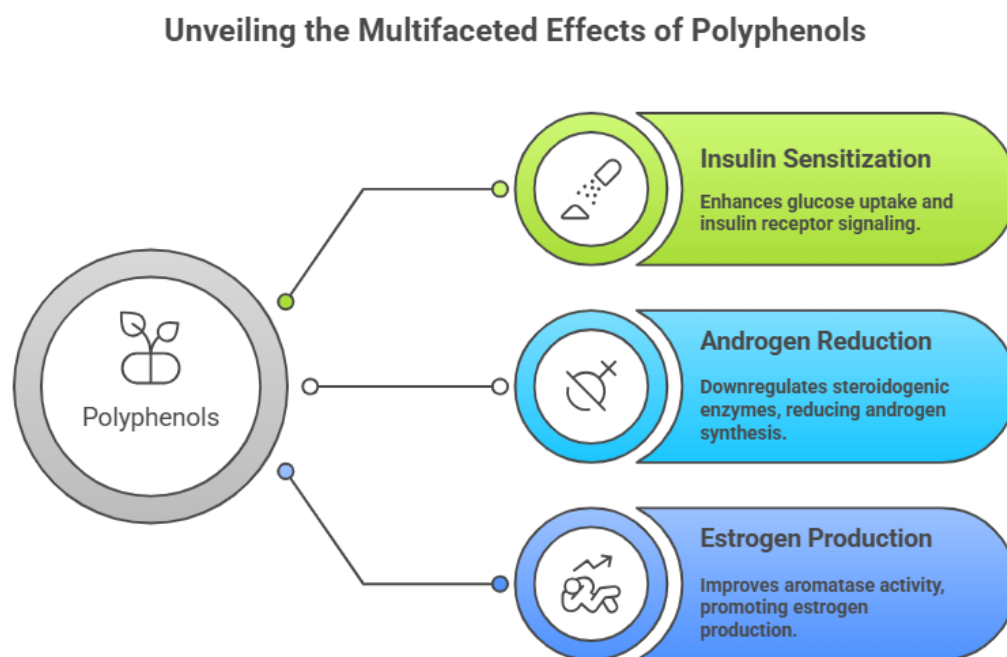 Unveiling the Multifaceted Effects of Polyphenols
Polyphenols
Insulin Sensitization
Enhances glucose uptake and
insulin receptor signaling.
Androgen Reduction
Downregulates steroidogenic
enzymes, reducing androgen
synthesis.
Estrogen Production
Improves aromatase activity,
promoting estrogen
production.